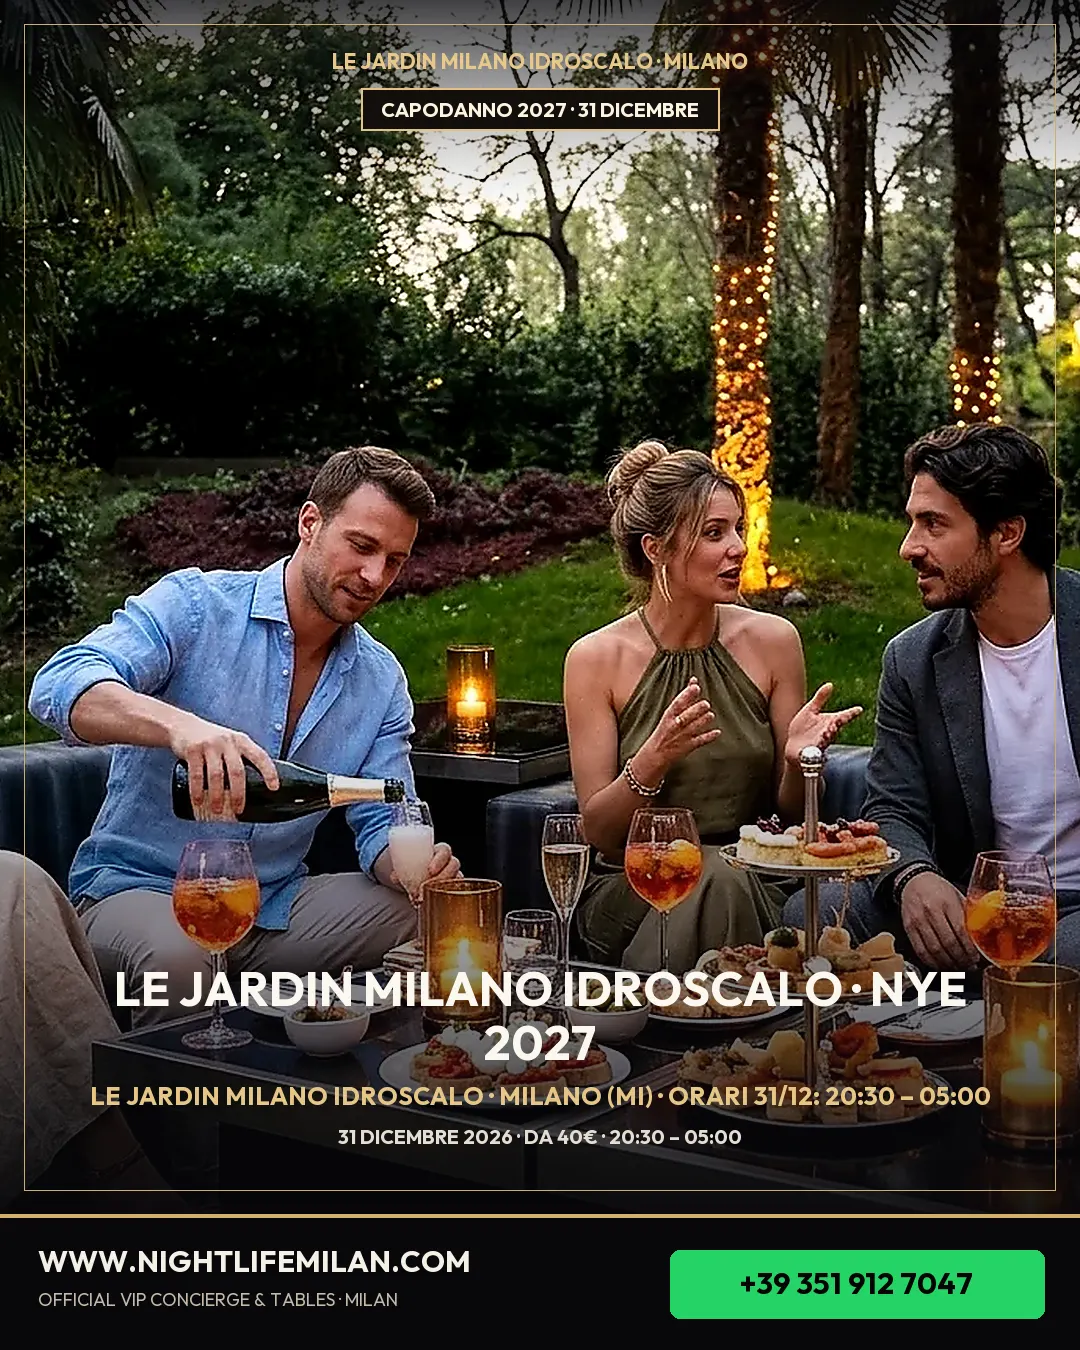 LE JARDIN MILANO IDROSCALO · MILANO
CAPODANNO 2027 · 31 DICEMBRE
LE JARDIN MILANO IDROSCALO · NYE
2027
LE JARDIN MILANO IDROSCALO · MILANO (MI) · ORARI 31/12: 20:30 – 05:00
31 DICEMBRE 2026 · DA 40€ · 20:30 – 05:00
WWW.NIGHTLIFEMILAN.COM
OFFICIAL VIP CONCIERGE & TABLES · MILAN
+39 351 912 7047